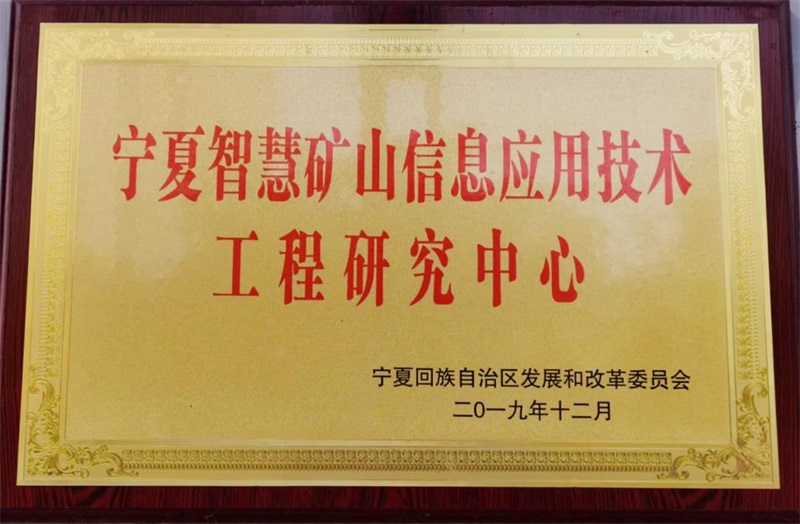 宁夏智慧矿山信息应用技术
工程研究中心
宁夏回族自治区发展和改革委员会
二0一九年十二月